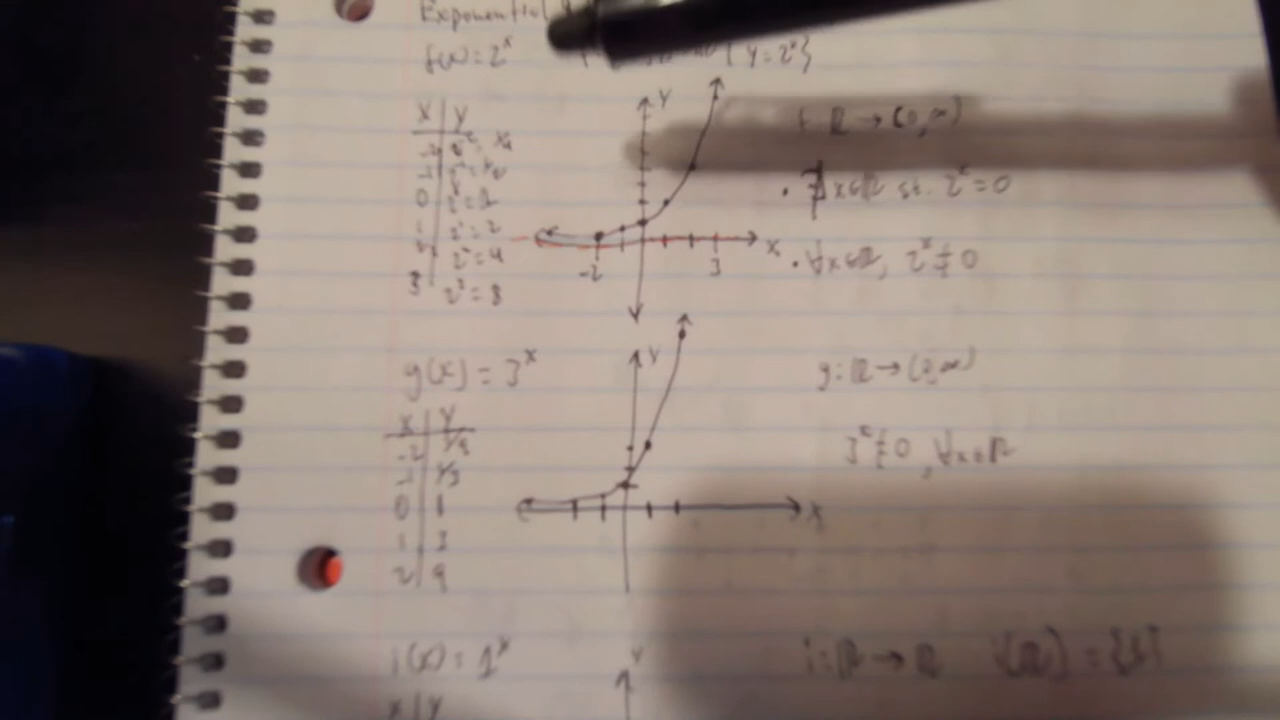 Exponential
f(x) = 2^x { y = 2^x}
x | y
-2 | 2^-2 = 1/4
-1 | 2^-1 = 1/2
0 | 2^0 = 1
1 | 2^1 = 2
2 | 2^2 = 4
3 | 2^3 = 8
y
x
-2
3
f: ℝ → (0, ∞)
• ∄ x∈ℝ s.t. 2^x = 0
• ∀x∈ℝ, 2^x ≠ 0
g(x) = 3^x
x | y
-2 | 1/9
-1 | 1/3
0 | 1
1 | 3
2 | 9
y
x
g: ℝ → (0, ∞)
3^x ≠ 0, ∀x∈ℝ
i(x) = 1^x
x | y
y
i: ℝ → ℝ i(ℝ) = {1}